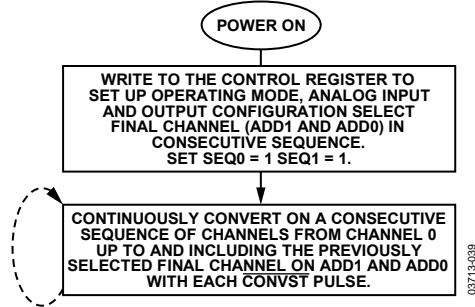 POWER ON
WRITE TO THE CONTROL REGISTER TO
SET UP OPERATING MODE, ANALOG INPUT
AND OUTPUT CONFIGURATION SELECT
FINAL CHANNEL (ADD1 AND ADD0) IN
CONSECUTIVE SEQUENCE.
SET SEQ0 = 1 SEQ1 = 1.
CONTINUOUSLY CONVERT ON A CONSECUTIVE
SEQUENCE OF CHANNELS FROM CHANNEL 0
UP TO AND INCLUDING THE PREVIOUSLY
SELECTED FINAL CHANNEL ON ADD1 AND ADD0
WITH EACH CONVST PULSE.
03713-039